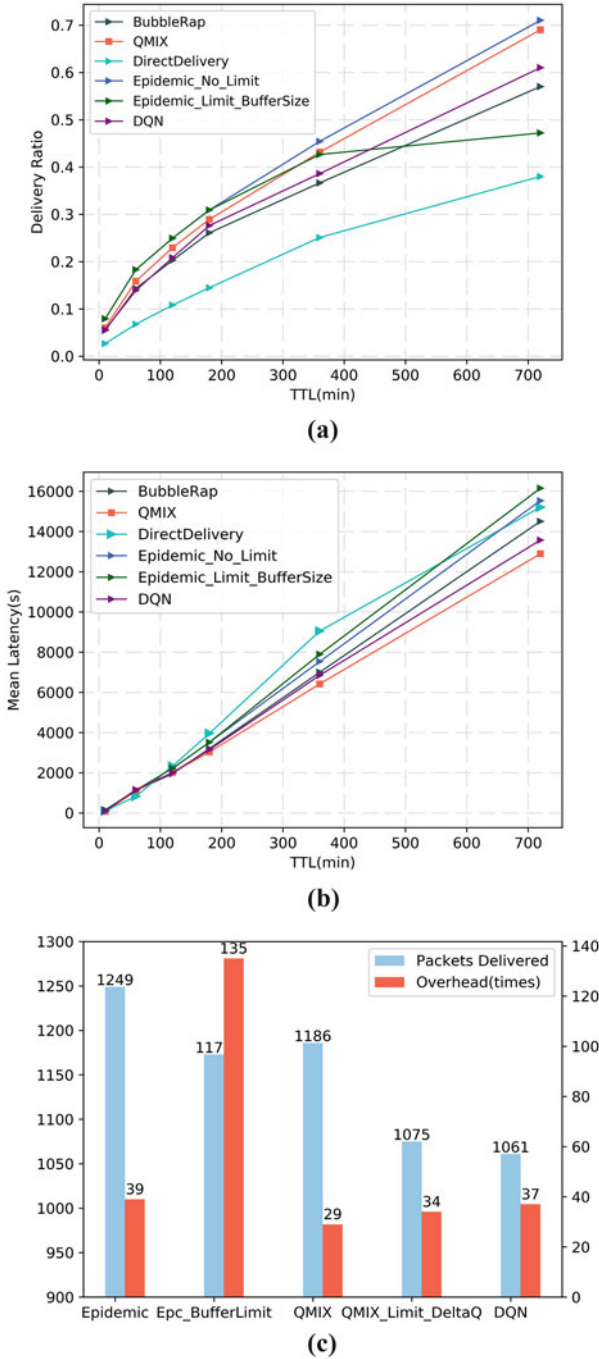 0.7
0.6
0.5
0.4
0.3
0.2
0.1
0.0
Delivery Ratio
BubbleRap
QMIX
DirectDelivery
Epidemic_No_Limit
Epidemic_Limit_BufferSize
DQN
0 100 200 300 400 500 600 700
TTL(min)
(a)
16000
14000
12000
10000
8000
6000
4000
2000
0
Mean Latency(s)
BubbleRap
QMIX
DirectDelivery
Epidemic_No_Limit
Epidemic_Limit_BufferSize
DQN
0 100 200 300 400 500 600 700
TTL(min)
(b)
1300
1250
1200
1150
1100
1050
1000
950
900
Packets Delivered
Overhead(times)
1249
39
117
135
1186
29
1075
34
1061
37
140
120
100
80
60
40
20
0
Epidemic Epc_BufferLimit QMIX QMIX_Limit_DeltaQ DQN
(c)